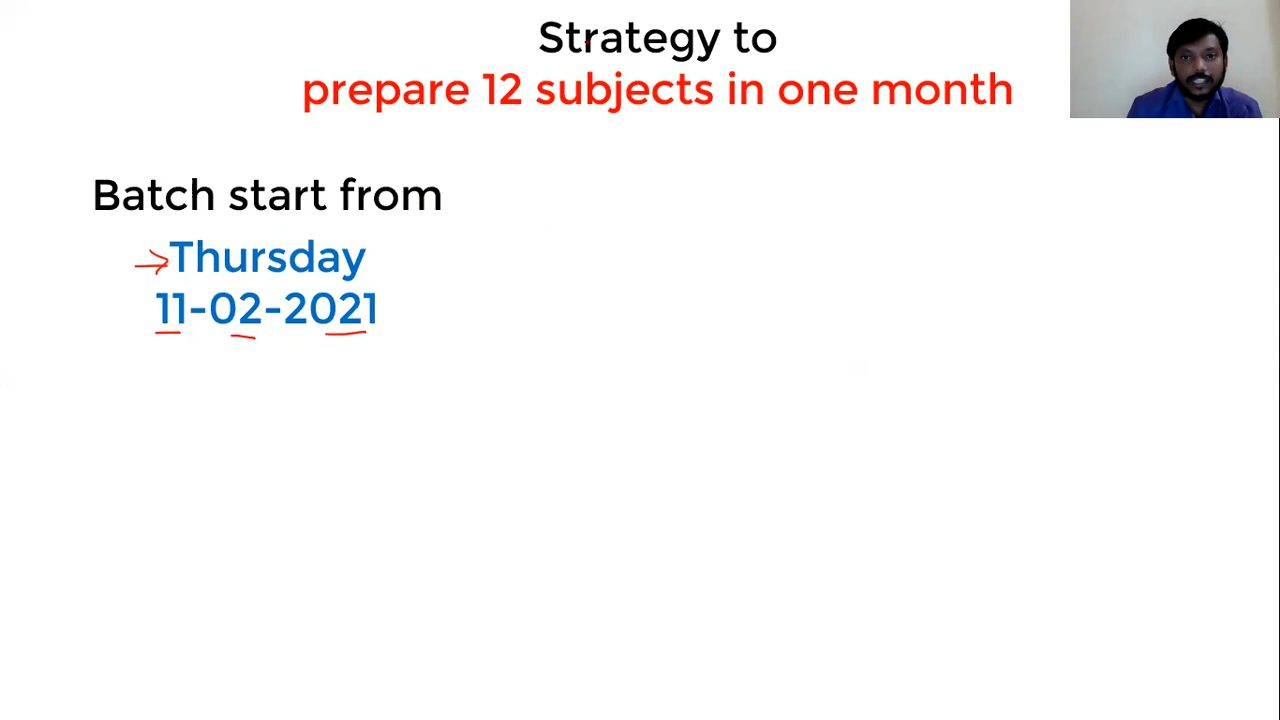 Strategy to
prepare 12 subjects in one month
Batch start from
Thursday
11-02-2021